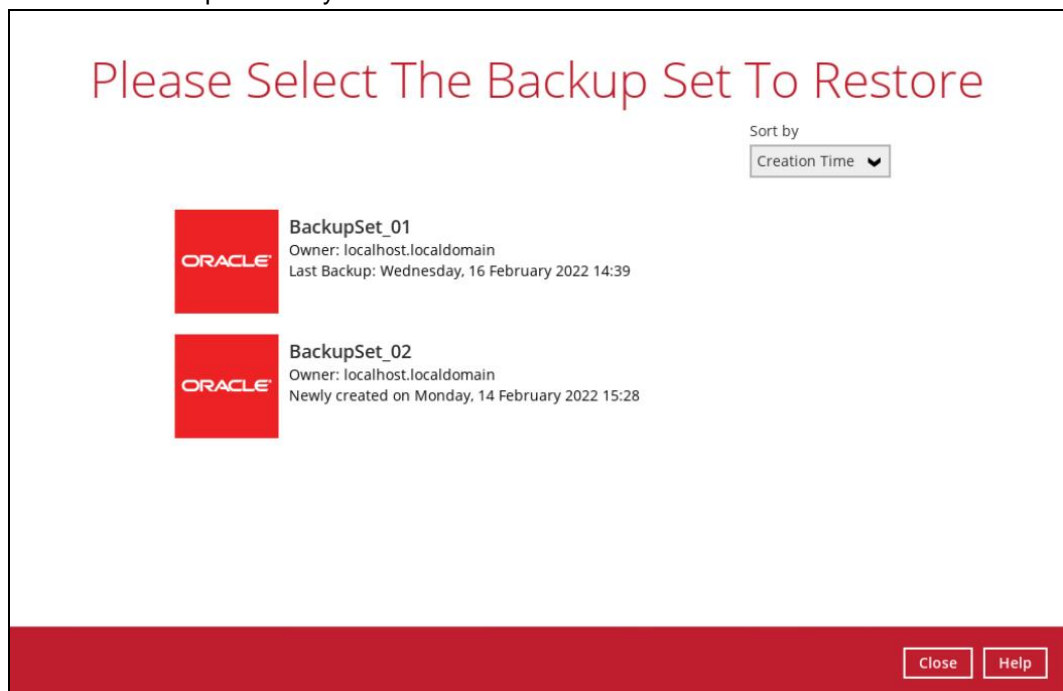 Please Select The Backup Set To Restore
Sort by
Creation Time
ORACLE
BackupSet_01
Owner: localhost.localdomain
Last Backup: Wednesday, 16 February 2022 14:39
ORACLE
BackupSet_02
Owner: localhost.localdomain
Newly created on Monday, 14 February 2022 15:28
Close Help